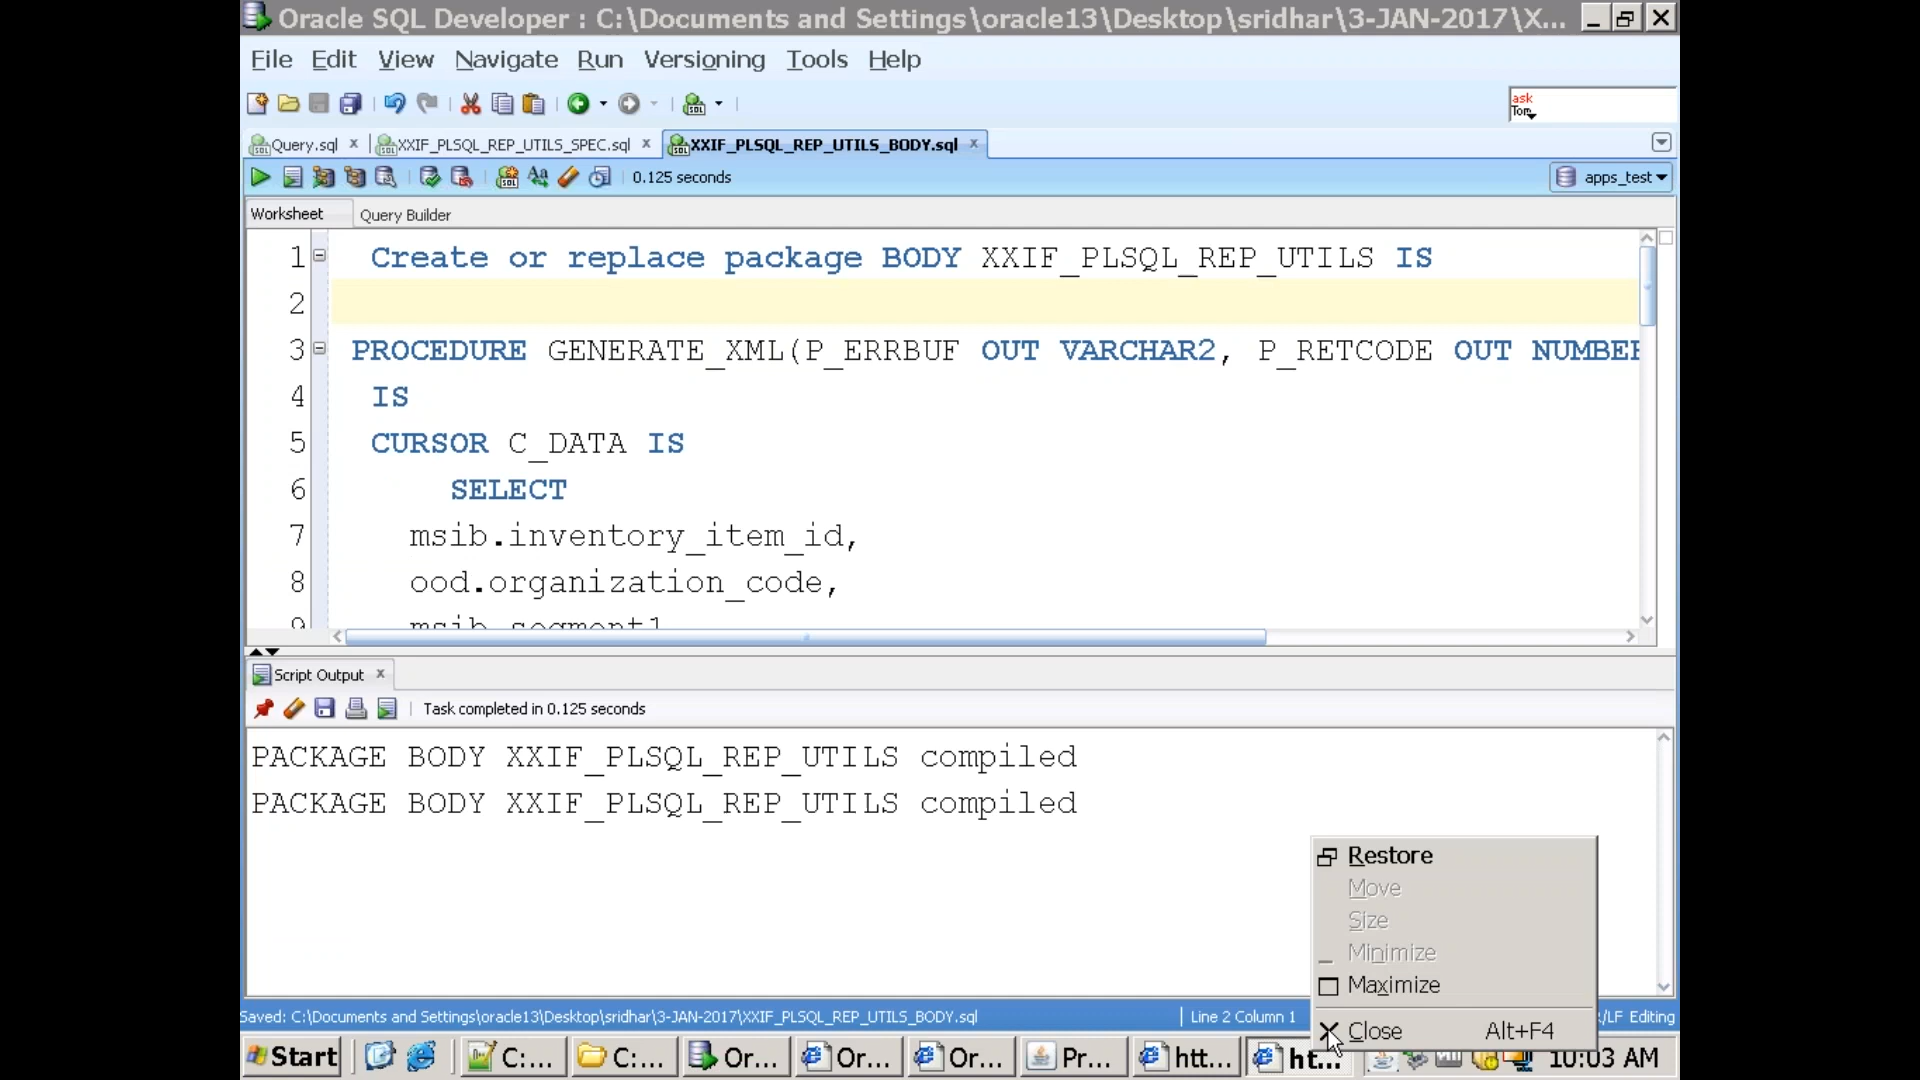 Oracle SQL Developer : C:\Documents and Settings\oracle13\Desktop\sridhar\3-JAN-2017\X...
File Edit View Navigate Run Versioning Tools Help
ask
Tom
Query.sql XXIF_PLSQL_REP_UTILS_SPEC.sql XXIF_PLSQL_REP_UTILS_BODY.sql
0.125 seconds apps_test
Worksheet Query Builder
1 Create or replace package BODY XXIF_PLSQL_REP_UTILS IS
2
3 PROCEDURE GENERATE_XML(P_ERRBUF OUT VARCHAR2, P_RETCODE OUT NUMBER
4 IS
5 CURSOR C_DATA IS
6 SELECT
7 msib.inventory_item_id,
8 ood.organization_code,
9 msib.segment1
Script Output
Task completed in 0.125 seconds
PACKAGE BODY XXIF_PLSQL_REP_UTILS compiled
PACKAGE BODY XXIF_PLSQL_REP_UTILS compiled
Restore
Move
Size
Minimize
Maximize
Close Alt+F4
Saved: C:\Documents and Settings\oracle13\Desktop\sridhar\3-JAN-2017\XXIF_PLSQL_REP_UTILS_BODY.sql Line 2 Column 1 /LF Editing
Start C:... C:... Or... Or... Or... Pr... htt... ht... 10:03 AM